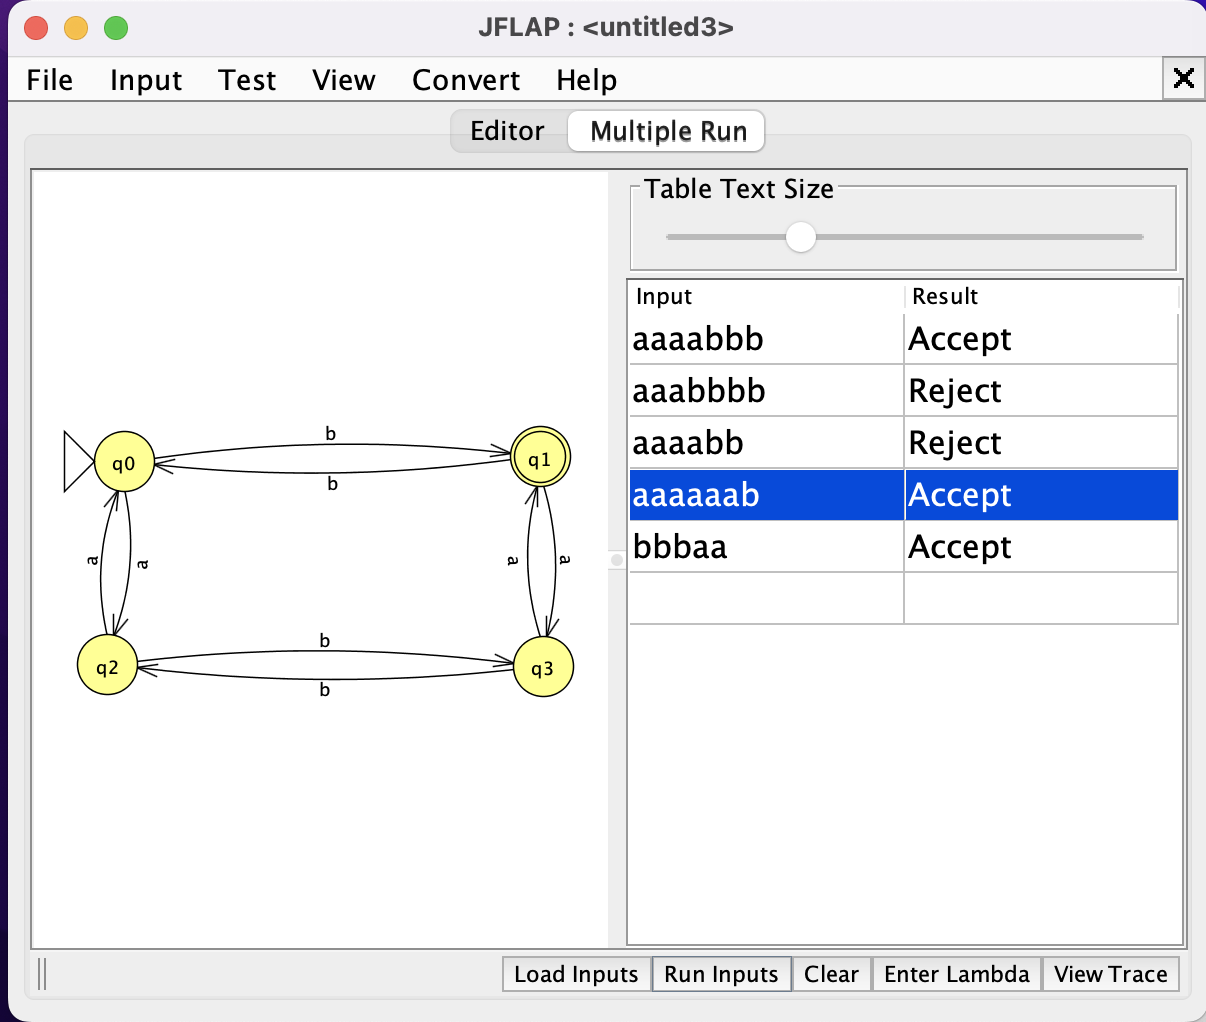 JFLAP : <untitled3>
File Input Test View Convert Help
Editor Multiple Run
Table Text Size
Input Result
aaaabbb Accept
aaabbbb Reject
aaaabb Reject
aaaaaab Accept
bbbaa Accept
b
q0 q1
b
a a a a
b
q2 q3
b
Load Inputs Run Inputs Clear Enter Lambda View Trace